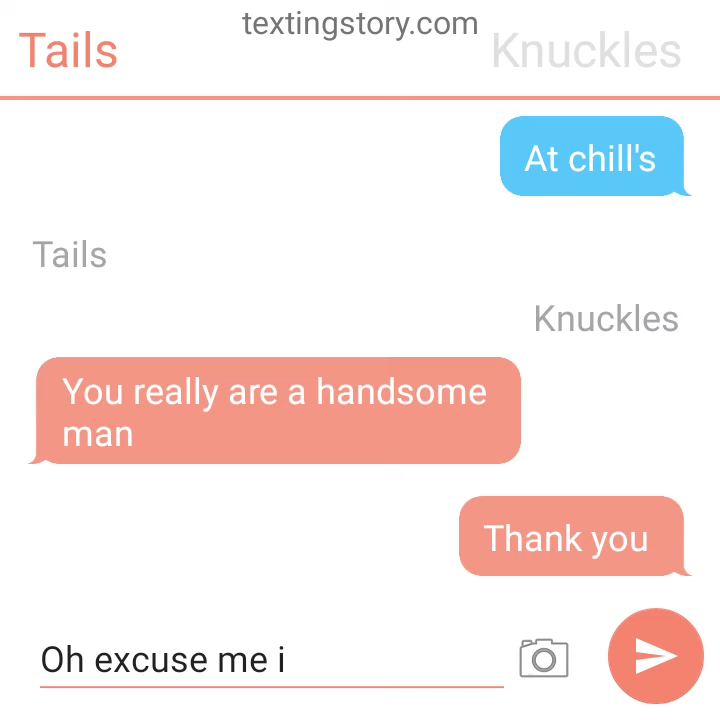 textingstory.com
Tails
Knuckles
At chill's
Tails
Knuckles
You really are a handsome
man
Thank you
Oh excuse me i